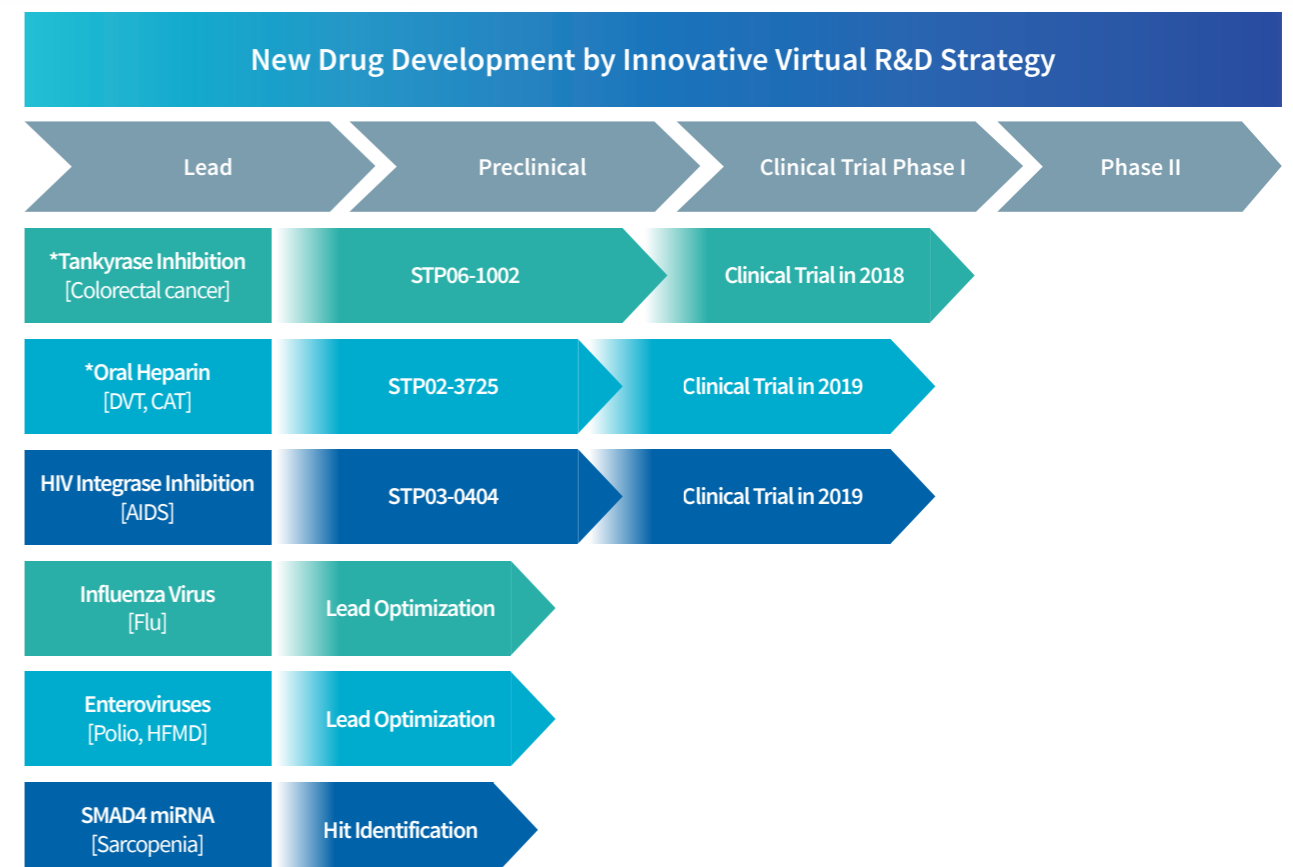 New Drug Development by Innovative Virtual R&D Strategy
Lead
Preclinical
Clinical Trial Phase I
Phase II
*Tankyrase Inhibition
[Colorectal cancer]
STP06-1002
Clinical Trial in 2018
*Oral Heparin
[DVT, CAT]
STP02-3725
Clinical Trial in 2019
HIV Integrase Inhibition
[AIDS]
STP03-0404
Clinical Trial in 2019
Influenza Virus
[Flu]
Lead Optimization
Enteroviruses
[Polio, HFMD]
Lead Optimization
SMAD4 miRNA
[Sarcopenia]
Hit Identification